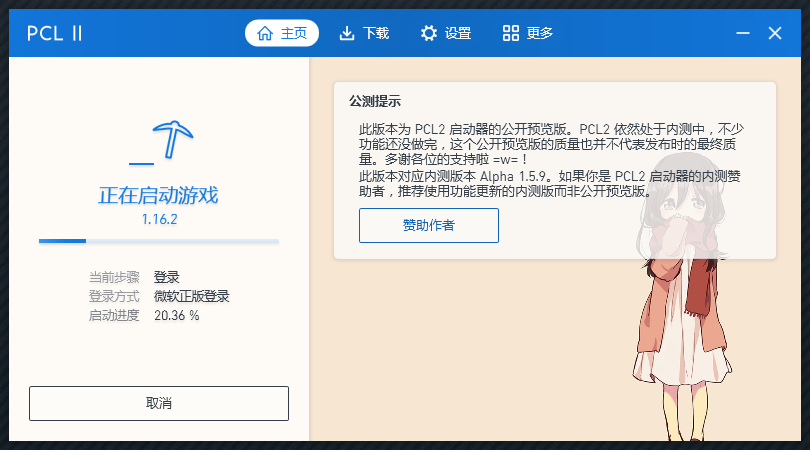 PCL II
主页
下载
设置
更多
正在启动游戏
1.16.2
当前步骤 登录
登录方式 微软正版登录
启动进度 20.36 %
取消
公测提示
此版本为 PCL2 启动器的公开预览版。PCL2 依然处于内测中，不少
功能还没做完，这个公开预览版的质量也并不代表发布时的最终质
量。多谢各位的支持啦 =w=！
此版本对应内测版本 Alpha 1.5.9。如果你是 PCL2 启动器的内测赞
助者，推荐使用功能更新的内测版而非公开预览版。
赞助作者